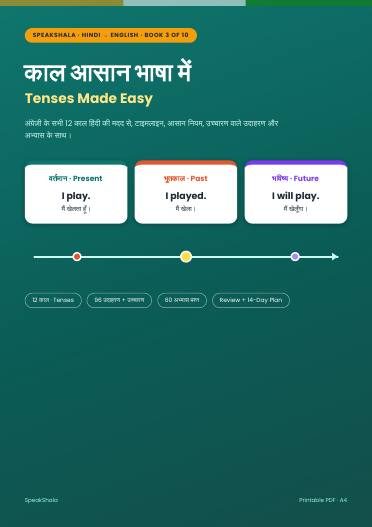 SPEAKSHALA · HINDI → ENGLISH · BOOK 3 OF 10
काल आसान भाषा में
Tenses Made Easy
अंग्रेज़ी के सभी 12 काल हिंदी की मदद से, टाइमलाइन, आसान नियम, उच्चारण वाले उदाहरण और
अभ्यास के साथ।
वर्तमान · Present
I play.
मैं खेलता हूँ।
भूतकाल · Past
I played.
मैं खेला।
भविष्य · Future
I will play.
मैं खेलूँगा।
12 काल · Tenses
96 उदाहरण + उच्चारण
60 अभ्यास प्रश्न
Review + 14-Day Plan
SpeakShala
Printable PDF · A4